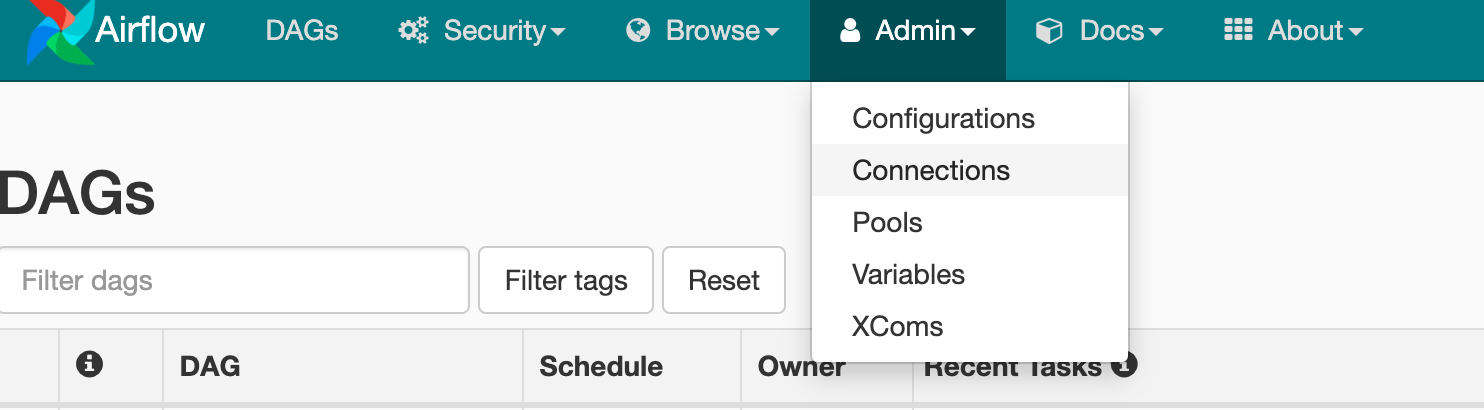 Airflow DAGs Security Browse Admin Docs About
Configurations
Connections
Pools
Variables
XComs
DAGs
Filter dags Filter tags Reset
DAG Schedule Owner Recent Tasks